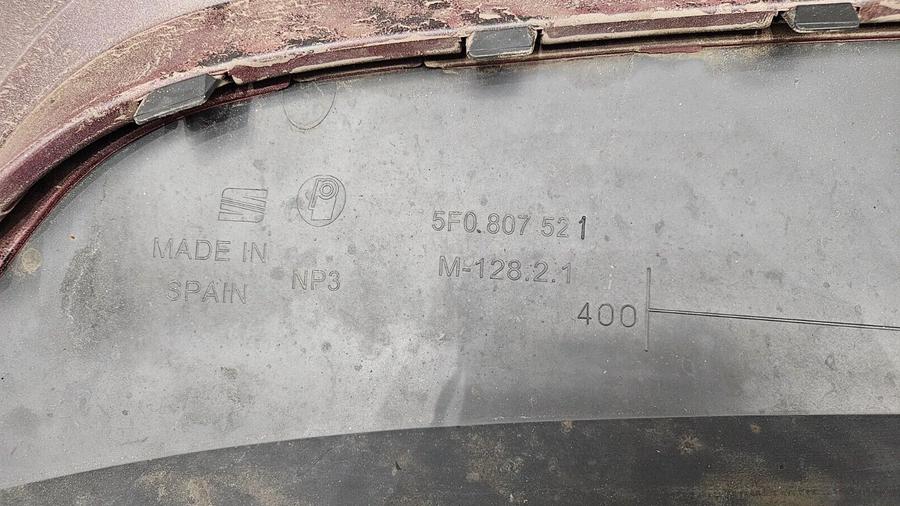 MADE IN
SPAIN
NP3
5F0.807 521
M-128.2.1
400